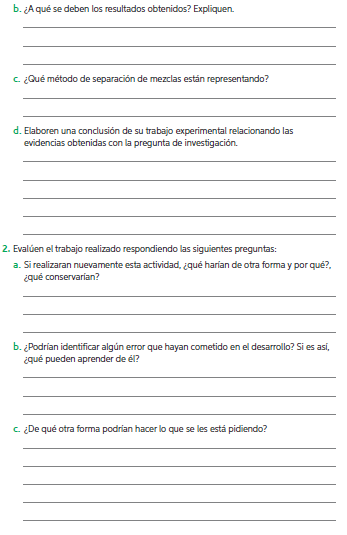 b. ¿A qué se deben los resultados obtenidos? Expliquen.
c. ¿Qué método de separación de mezclas están representando?
d. Elaboren una conclusión de su trabajo experimental relacionando las
evidencias obtenidas con la pregunta de investigación.
2. Evalúen el trabajo realizado respondiendo las siguientes preguntas:
a. Si realizaran nuevamente esta actividad, ¿qué harían de otra forma y por qué?,
¿qué conservarían?
b. ¿Podrían identificar algún error que hayan cometido en el desarrollo? Si es así,
¿qué pueden aprender de él?
c. ¿De qué otra forma podrían hacer lo que se les está pidiendo?